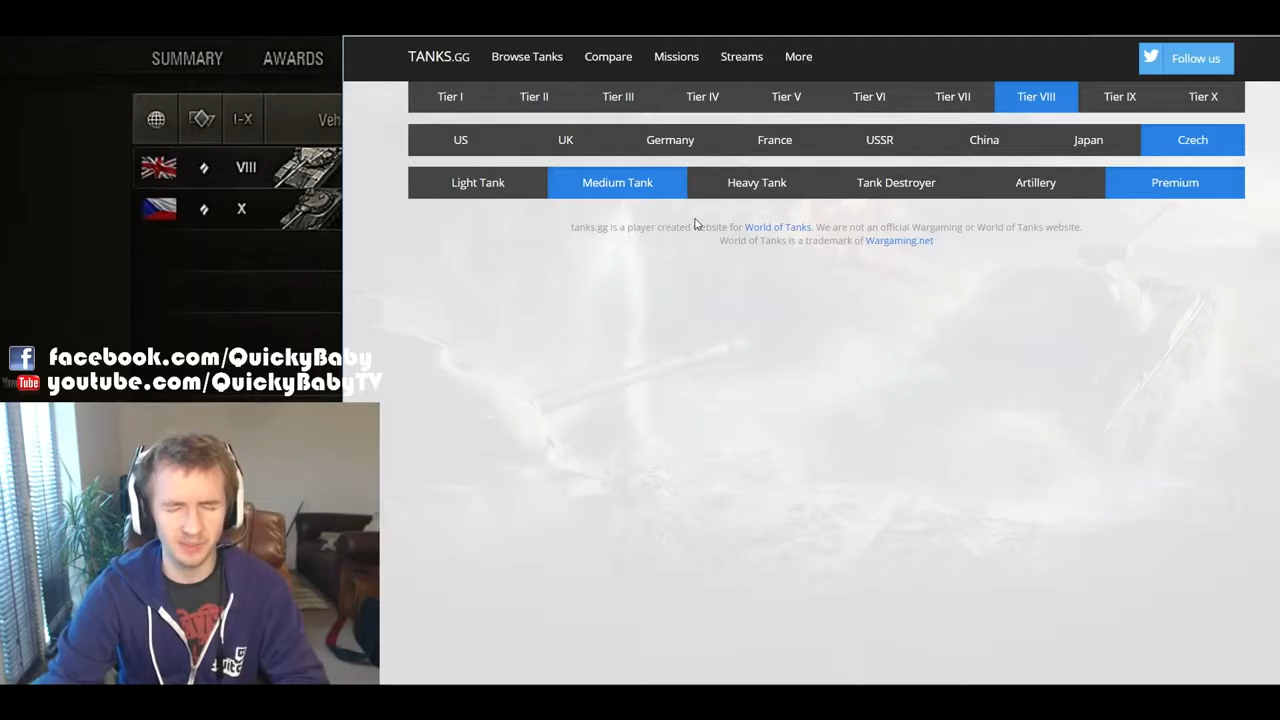 SUMMARY AWARDS
TANKS.GG Browse Tanks Compare Missions Streams More Follow us
I-X Veh
Tier I Tier II Tier III Tier IV Tier V Tier VI Tier VII Tier VIII Tier IX Tier X
US UK Germany France USSR China Japan Czech
VIII
Light Tank Medium Tank Heavy Tank Tank Destroyer Artillery Premium
X
tanks.gg is a player created website for World of Tanks. We are not an official Wargaming or World of Tanks website.
World of Tanks is a trademark of Wargaming.net
facebook.com/QuickyBaby
youtube.com/QuickyBabyTV